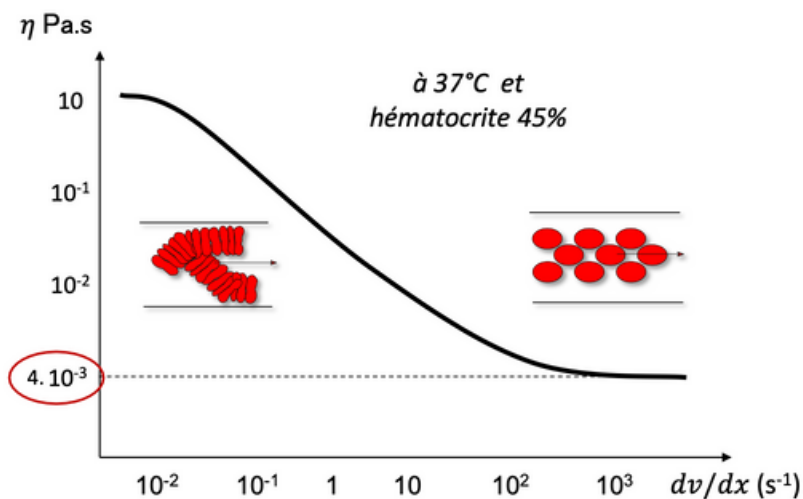 η Pa.s
à 37°C et
hématocrite 45%
10
10⁻¹
10⁻²
4. 10⁻³
10⁻² 10⁻¹ 1 10 10² 10³ dv/dx (s⁻¹)